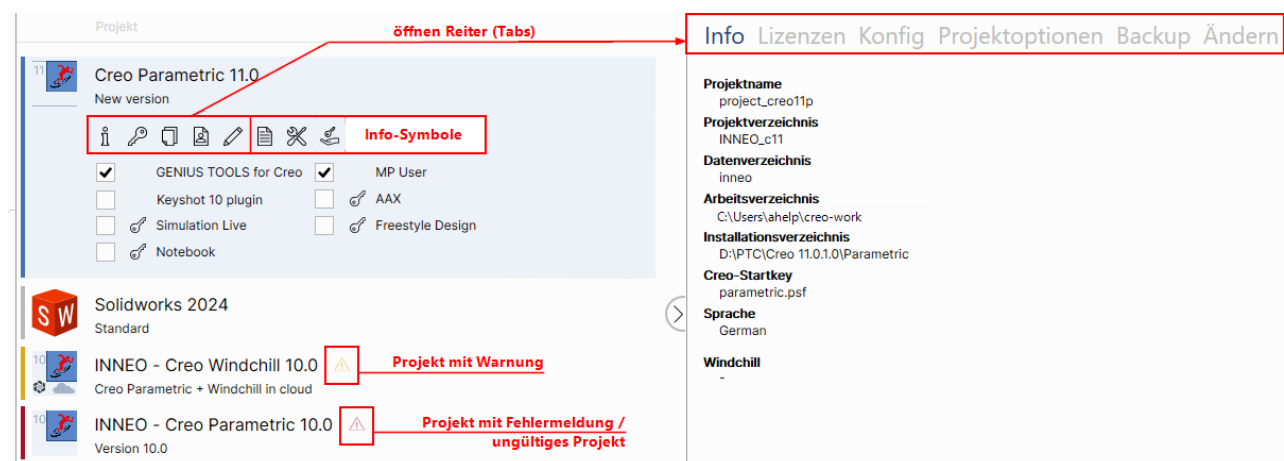 Projekt
öffnen Reiter (Tabs)
11
Creo Parametric 11.0
New version
Info-Symbole
GENIUS TOOLS for Creo
MP User
Keyshot 10 plugin
AAX
Simulation Live
Freestyle Design
Notebook
SW
Solidworks 2024
Standard
10
INNEO - Creo Windchill 10.0
Projekt mit Warnung
Creo Parametric + Windchill in cloud
10
INNEO - Creo Parametric 10.0
Projekt mit Fehlermeldung /
ungültiges Projekt
Version 10.0
Info Lizenzen Konfig Projektoptionen Backup Ändern
Projektname
project_creo11p
Projektverzeichnis
INNEO_c11
Datenverzeichnis
inneo
Arbeitsverzeichnis
C:\Users\ahelp\creo-work
Installationsverzeichnis
D:\PTC\Creo 11.0.1.0\Parametric
Creo-Startkey
parametric.psf
Sprache
German
Windchill
-